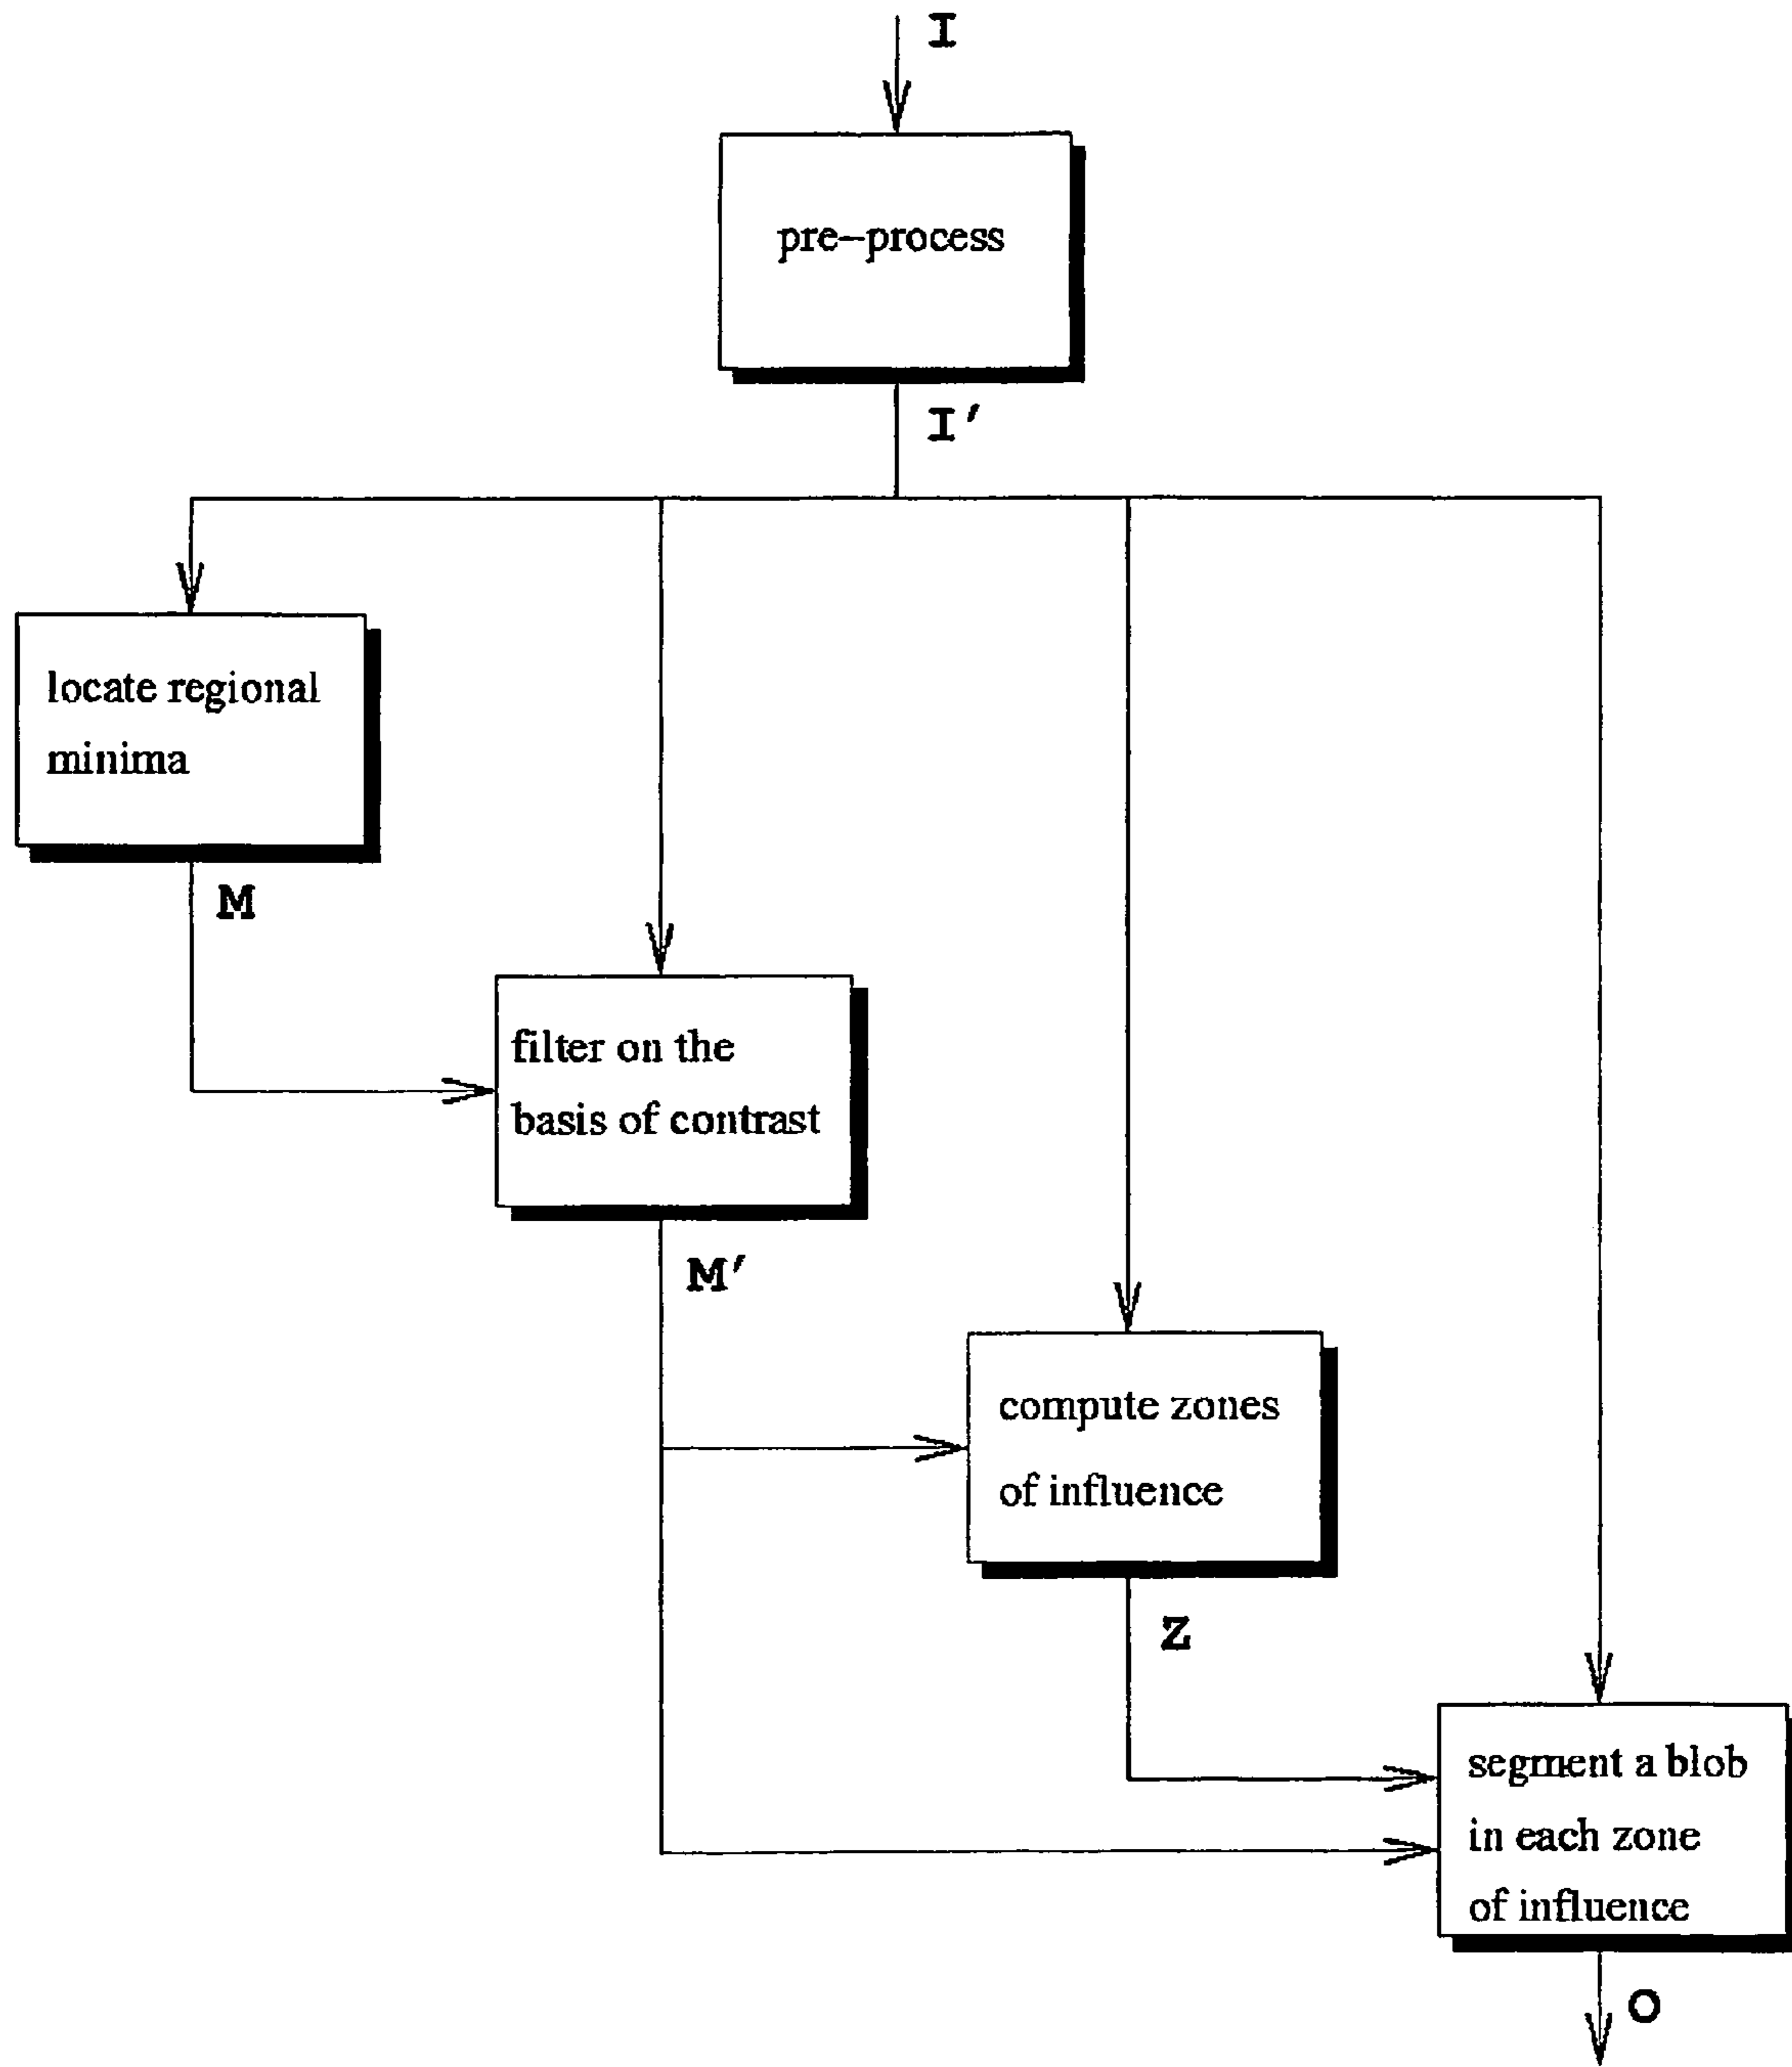 I
pre–process
I'
locate regional
minima
M
filter on the
basis of contrast
M'
compute zones
of influence
Z
segment a blob
in each zone
of influence
O